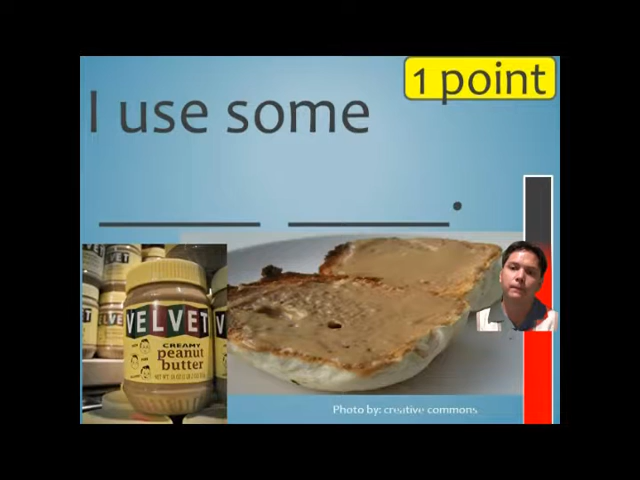 1 point
I use some
.
VELVET
CREAMY
peanut
butter
Photo by: creative commons